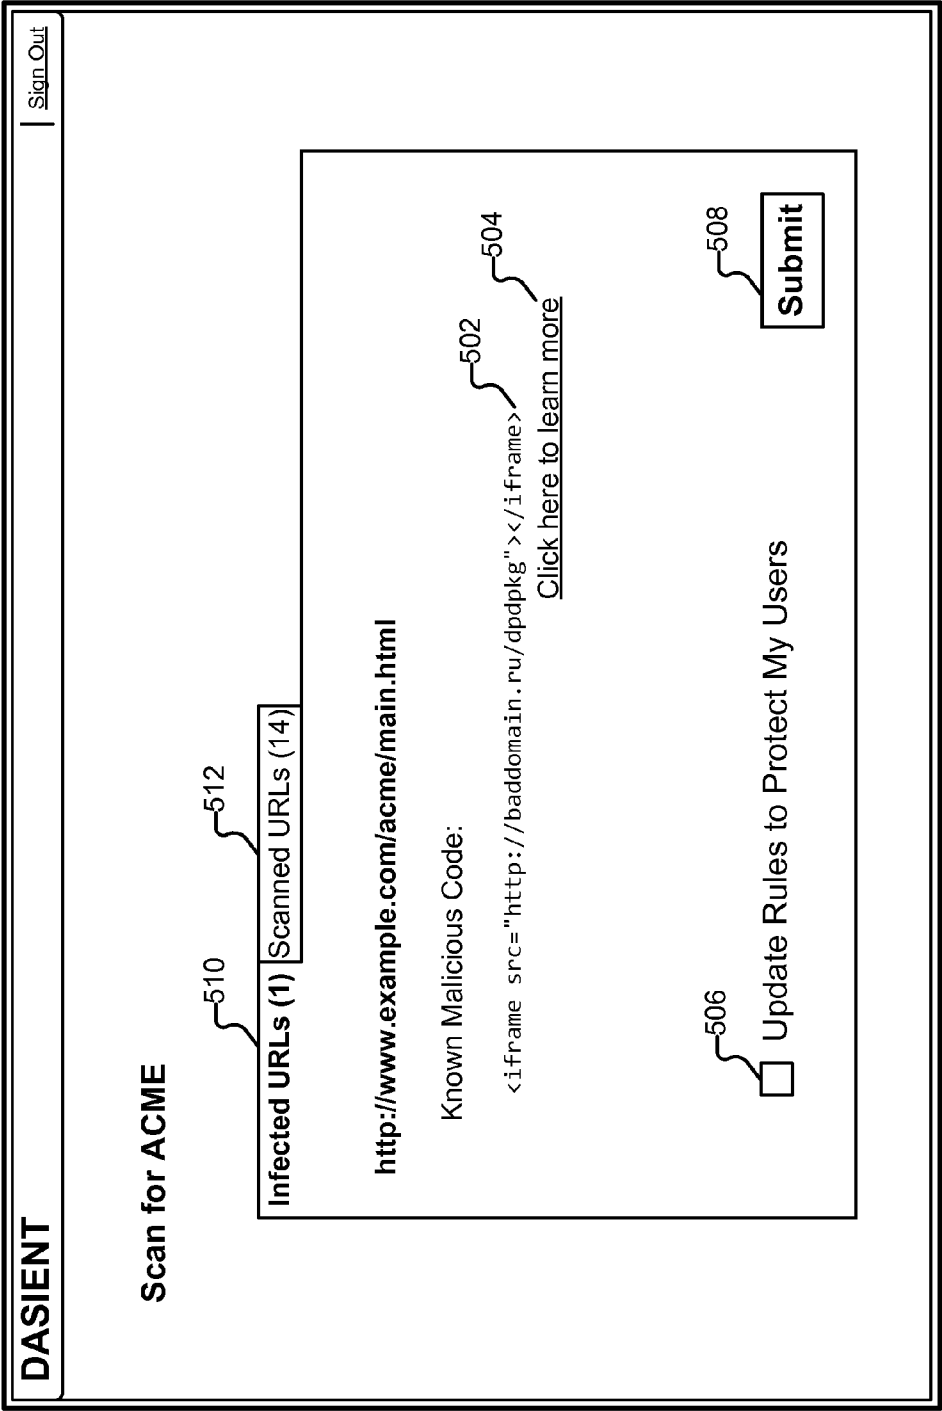 DASIENT
Sign Out
Scan for ACME
510
512
Infected URLs (1)
Scanned URLs (14)
http://www.example.com/acme/main.html
Known Malicious Code:
502
504
<iframe src="http://baddomain.ru/dpdpkg"></iframe>
Click here to learn more
506
508
Update Rules to Protect My Users
Submit